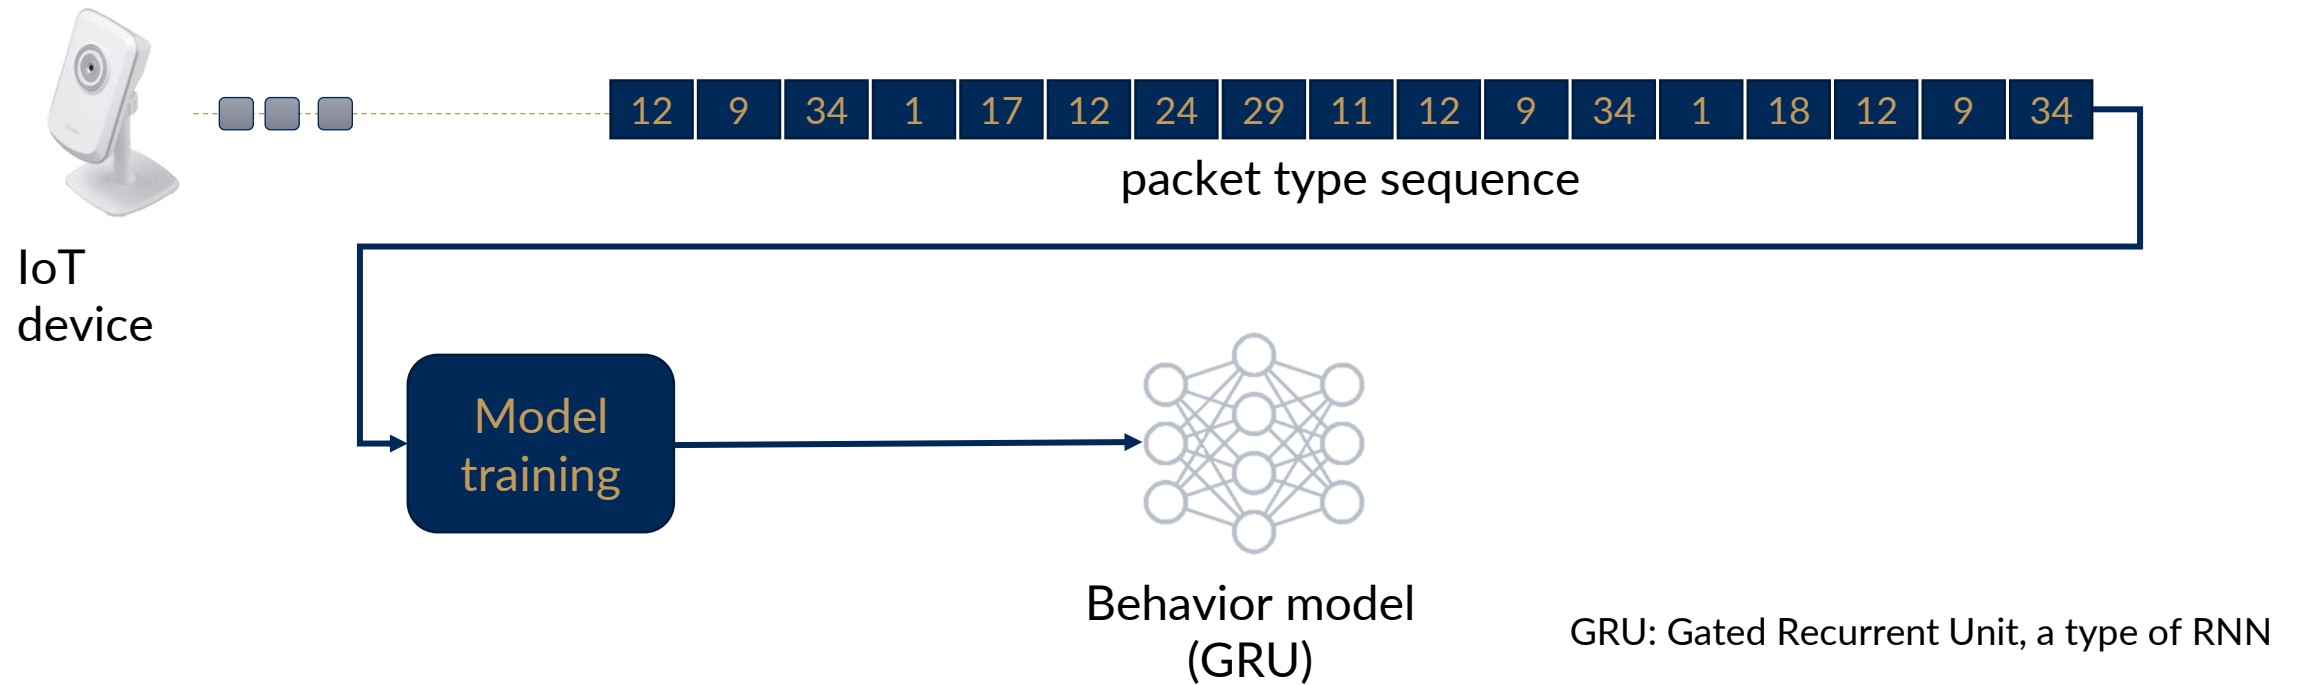 12 9 34 1 17 12 24 29 11 12 9 34 1 18 12 9 34
packet type sequence
IoT
device
Model
training
Behavior model
(GRU)
GRU: Gated Recurrent Unit, a type of RNN